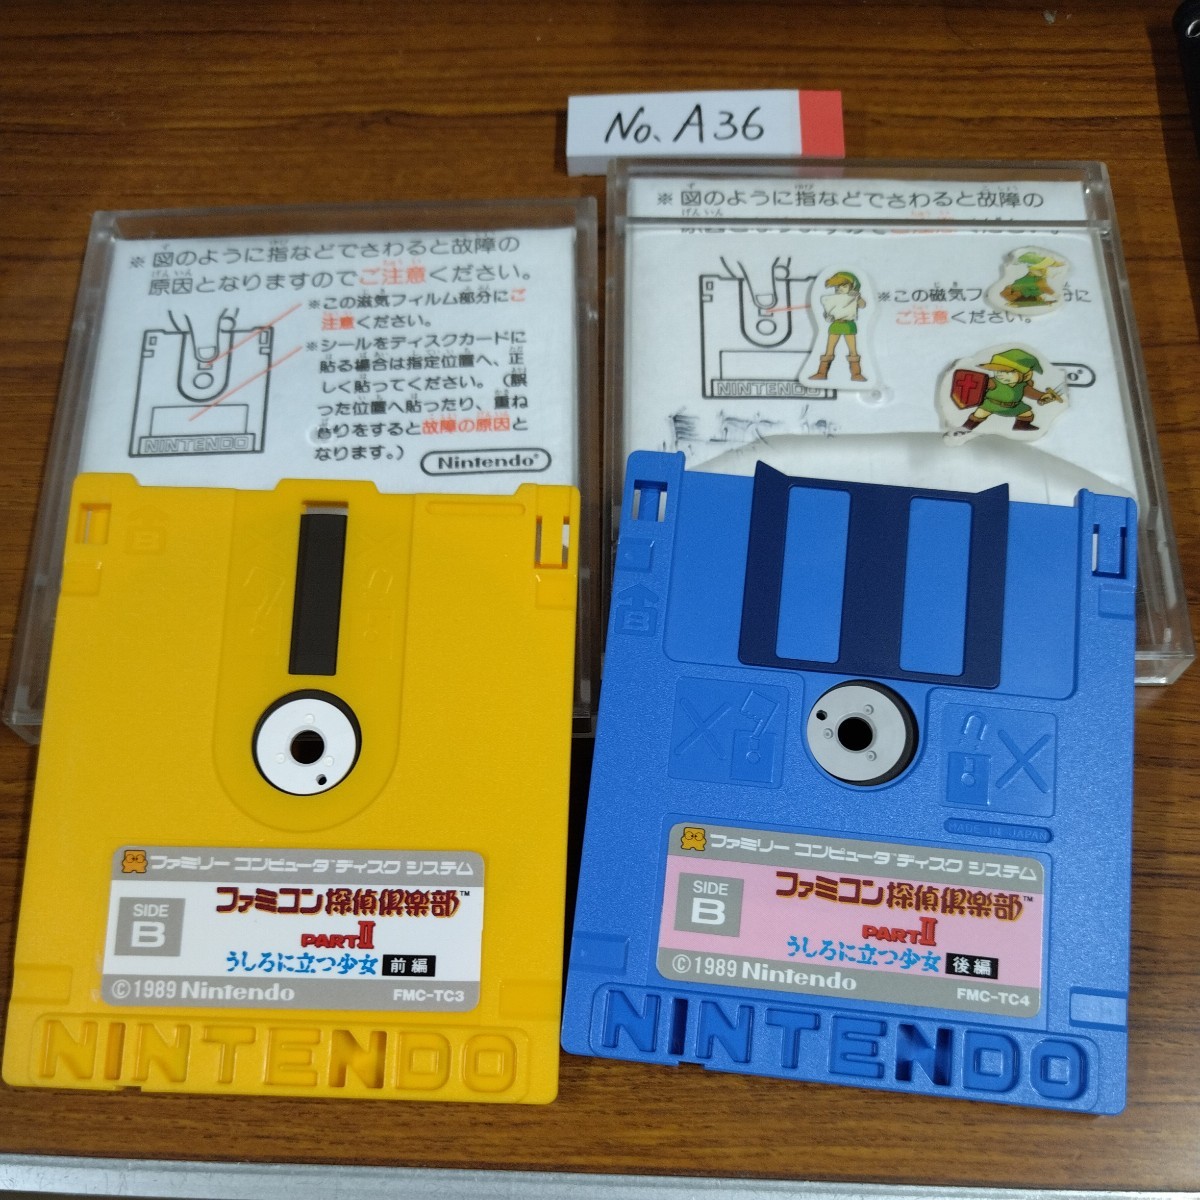 No. A36
※図のように指などでさわると故障の
原因となりますのでご注意ください。
※この磁気フィルム部分にご
注意ください。
※シールをディスクカードに
貼る場合は指定位置へ、正
しく貼ってください。(誤
った位置へ貼ったり、重ね
貼りをすると故障の原因と
なります。)
NINTENDO
Nintendo®
※図のように指などでさわると故障の
※この磁気フ
分に
ご注意ください。
NINTENDO
B
ファミリー コンピュータ™ ディスク システム
SIDE
B
ファミコン探偵倶楽部™
PARTⅡ
うしろに立つ少女 前編
©1989 Nintendo
FMC-TC3
NINTENDO
B
MADE IN JAPAN
ファミリー コンピュータ™ ディスク システム
SIDE
B
ファミコン探偵倶楽部™
PARTⅡ
うしろに立つ少女 後編
©1989 Nintendo
FMC-TC4
NINTENDO